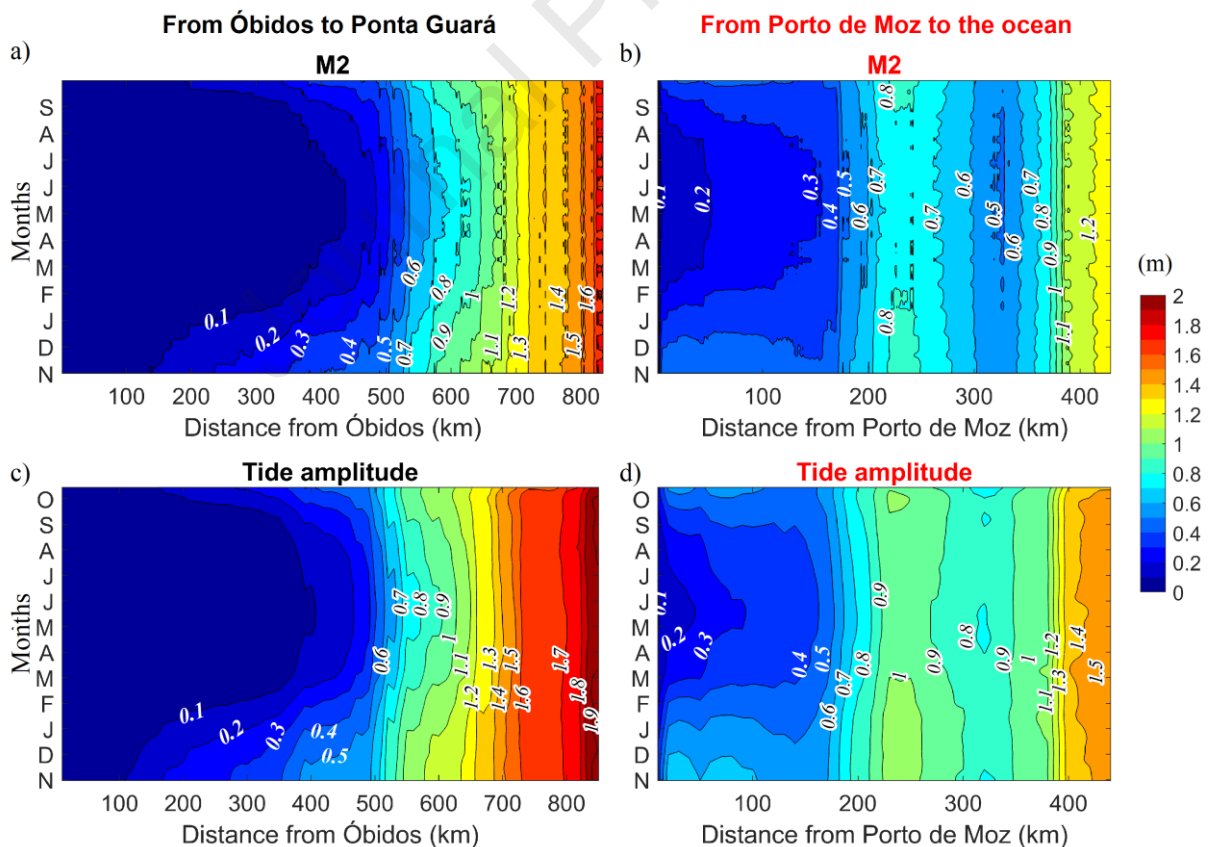 From Óbidos to Ponta Guará
From Porto de Moz to the ocean
a)
M2
b)
M2
S
A
J
J
M
A
M
F
J
D
N
Months
0.1
0.2
0.3
0.4
0.5
0.7
0.6
0.8
0.9
1
1.1
1.2
1.3
1.4
1.5
1.6
100 200 300 400 500 600 700 800
Distance from Óbidos (km)
S
A
J
J
M
A
M
F
J
D
N
0.1
0.2
0.3
0.4
0.5
0.6
0.7
0.8
0.8
0.7
0.6
0.5
0.6
0.7
0.8
0.9
1
1.1
1.2
0 100 200 300 400
Distance from Porto de Moz (km)
(m)
2
1.8
1.6
1.4
1.2
1
0.8
0.6
0.4
0.2
0
c)
Tide amplitude
d)
Tide amplitude
O
S
A
J
J
M
A
M
F
J
D
N
Months
0.1
0.2
0.3
0.4
0.5
0.6
0.7
0.8
0.9
1
1.1
1.2
1.3
1.4
1.5
1.6
1.7
1.8
1.9
100 200 300 400 500 600 700 800
Distance from Óbidos (km)
O
S
A
J
J
M
A
M
F
J
D
N
0.1
0.2
0.3
0.4
0.5
0.6
0.7
0.8
0.9
1
0.9
0.8
0.9
1
1.1
1.2
1.3
1.4
1.5
0 100 200 300 400
Distance from Porto de Moz (km)